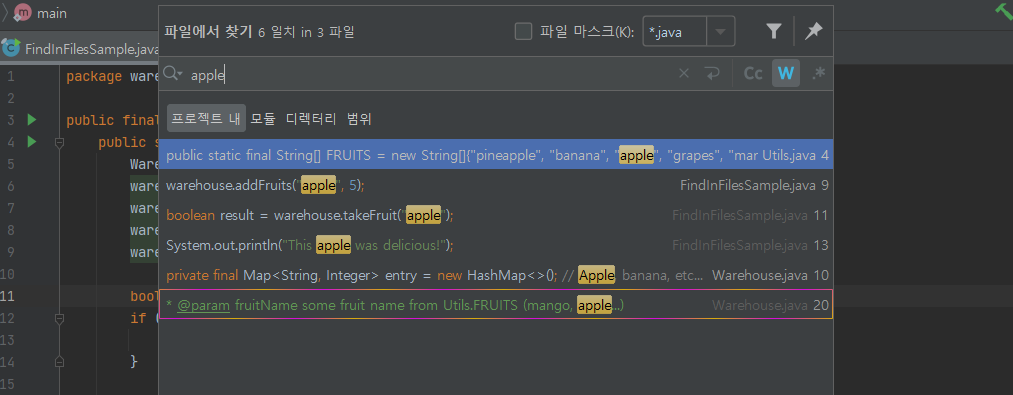 m main
파일에서 찾기 6 일치 in 3 파일 파일 마스크(K): *.java
C FindInFilesSample.java
apple Cc W .*
1 package ware
2
3 public final
4 public s
5 Ware
6 ware
7 ware
8 ware
9 ware
10
11 bool
12 if (
13
14 }
15
프로젝트 내 모듈 디렉터리 범위
public static final String[] FRUITS = new String[]{"pineapple", "banana", "apple", "grapes", "mar Utils.java 4
warehouse.addFruits("apple", 5); FindInFilesSample.java 9
boolean result = warehouse.takeFruit("apple"); FindInFilesSample.java 11
System.out.println("This apple was delicious!"); FindInFilesSample.java 13
private final Map<String, Integer> entry = new HashMap<>(); // Apple banana, etc... Warehouse.java 10
* @param fruitName some fruit name from Utils.FRUITS (mango, apple...) Warehouse.java 20